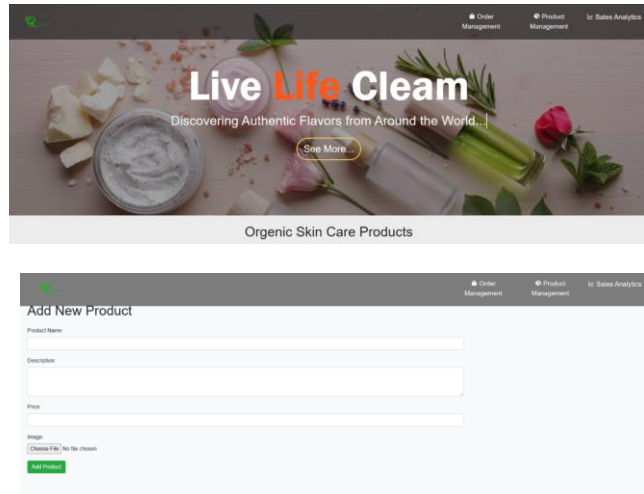 Order
Management
Product
Management
Sales Analytics
Live Life Cleam
Discovering Authentic Flavors from Around the World...
See More...
Orgenic Skin Care Products
Order
Management
Product
Management
Sales Analytics
Add New Product
Product Name:
Description:
Price:
Image:
Choose File No file chosen
Add Product